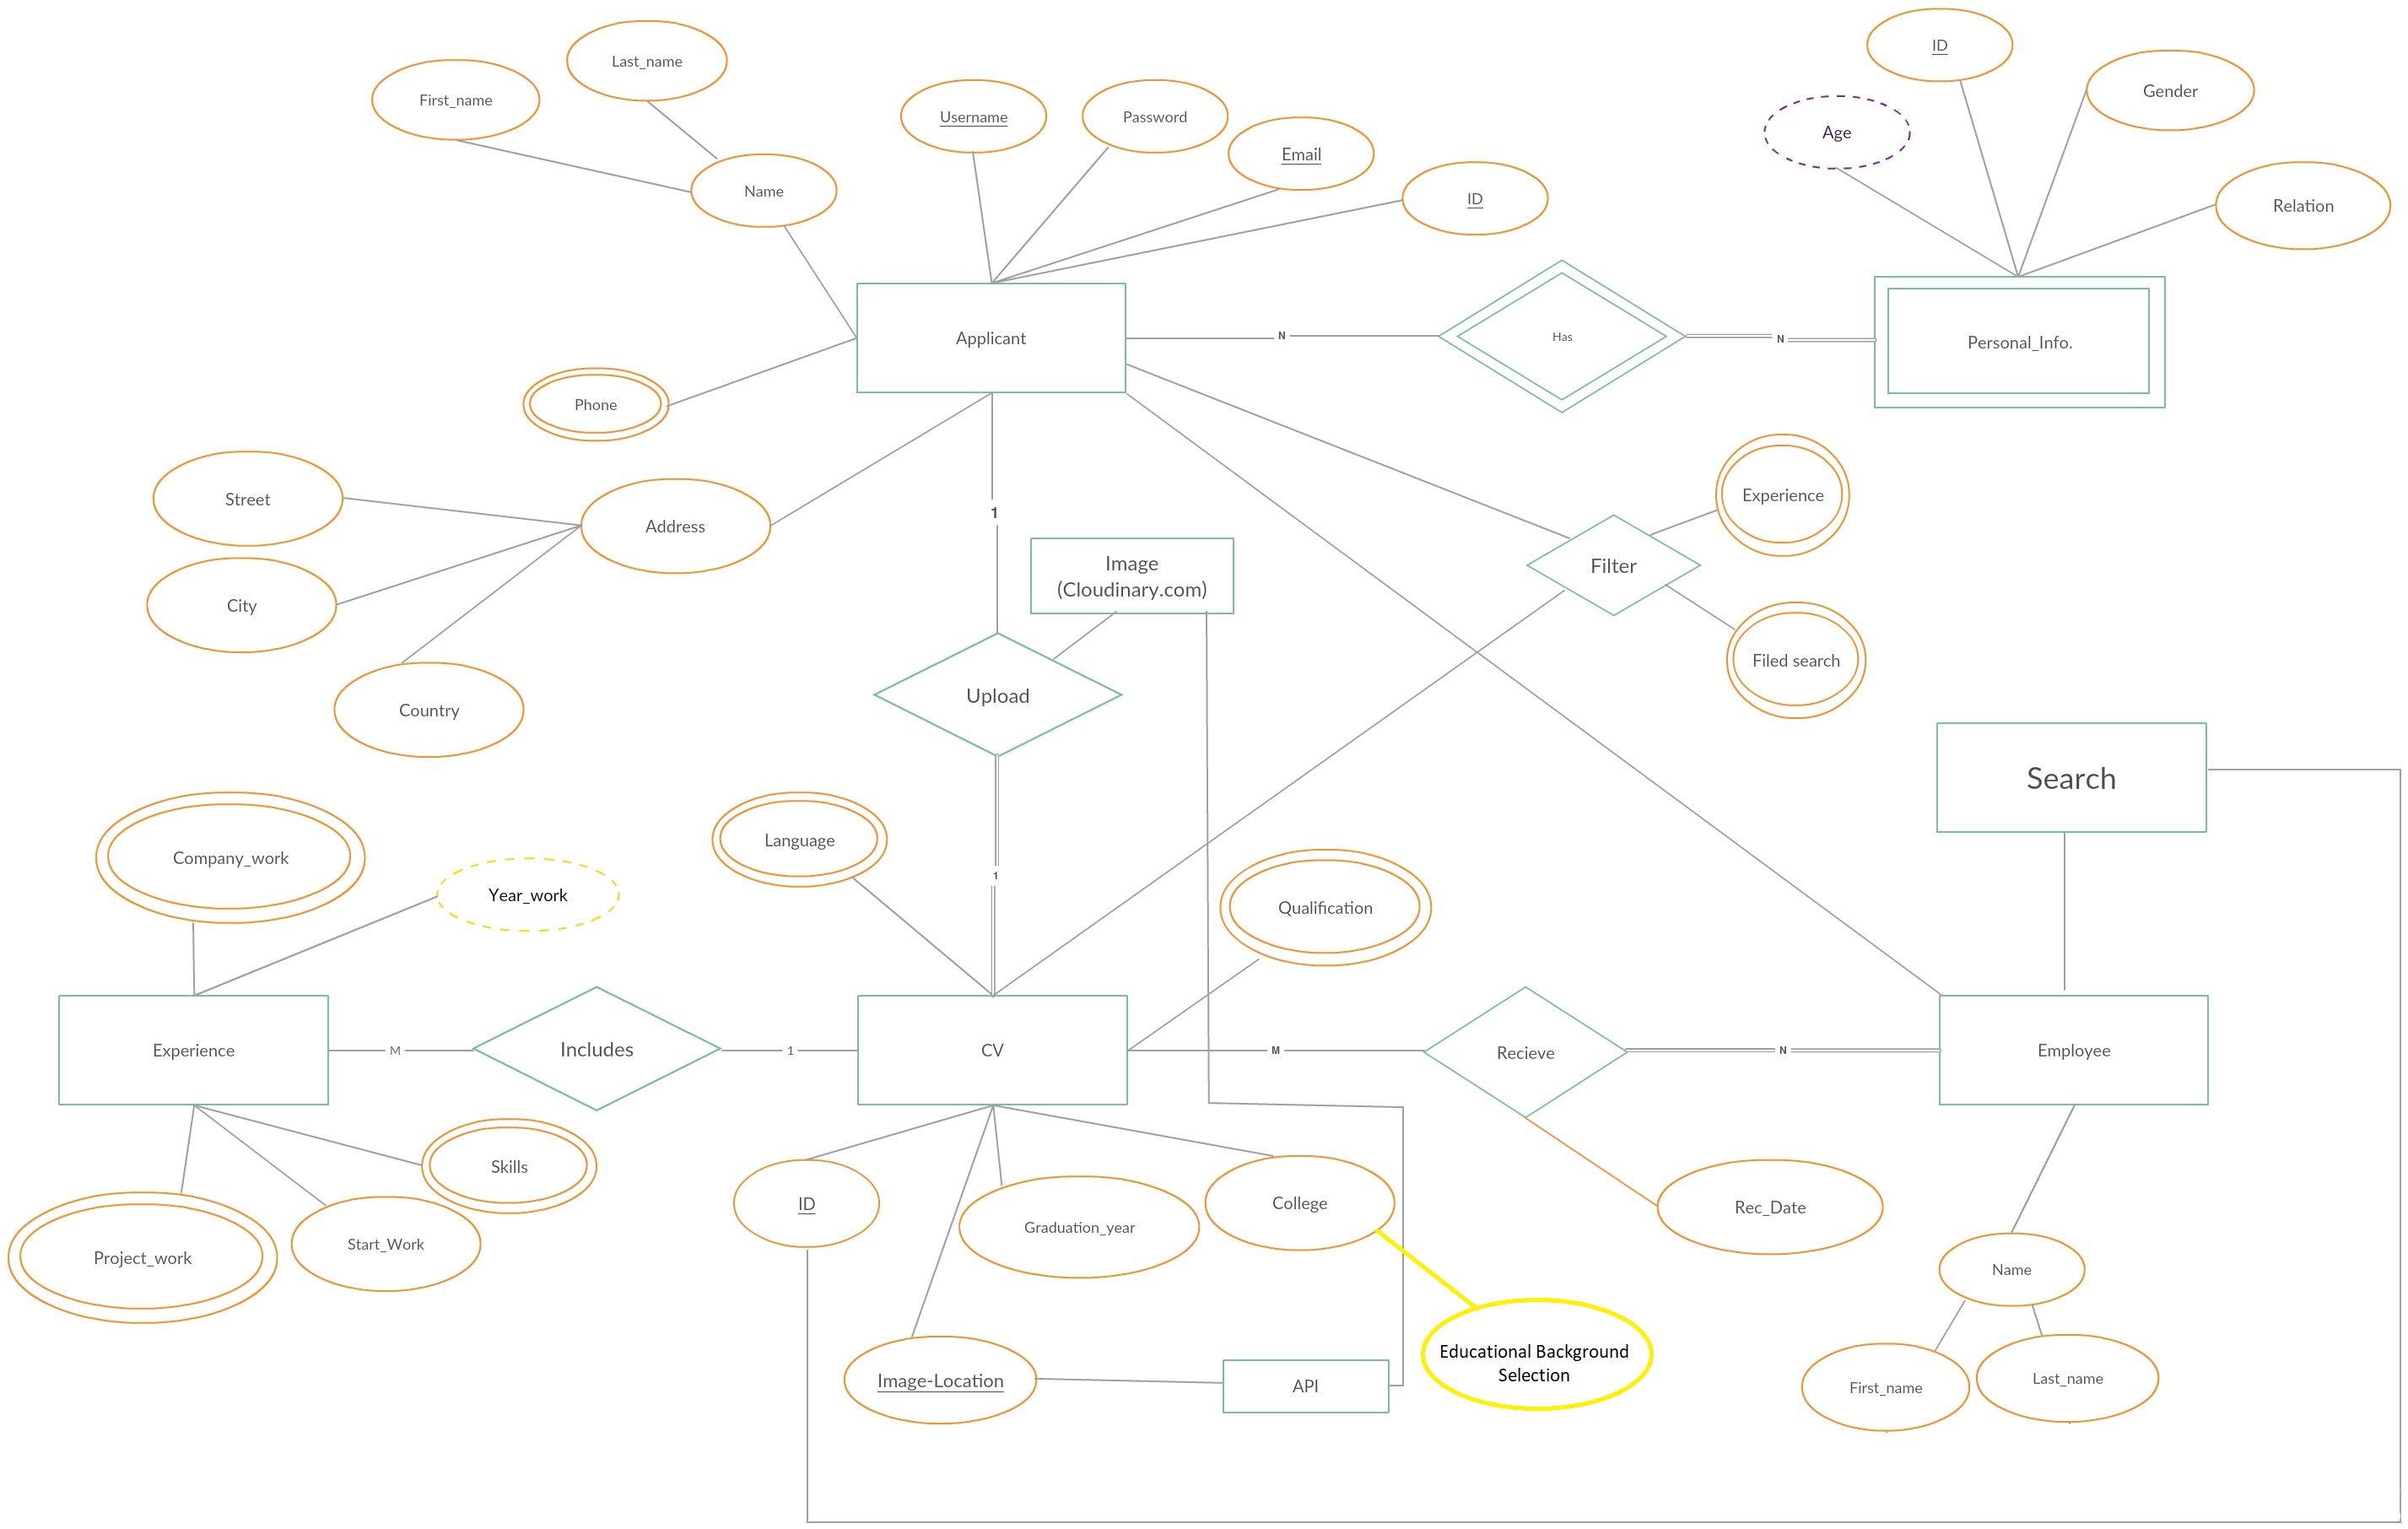 ID
Last_name
Gender
First_name
Username
Password
Age
Email
Name
ID
Relation
Applicant
N
Has
N
Personal_Info.
Phone
Street
Address
1
Experience
Image
(Cloudinary.com)
Filter
City
Filed search
Upload
Country
Search
Language
Company_work
1
Year_work
Qualification
Experience
M
Includes
1
CV
M
Recieve
N
Employee
Skills
ID
College
Rec_Date
Graduation_year
Start_Work
Project_work
Name
Educational Background
Selection
Image-Location
API
First_name
Last_name